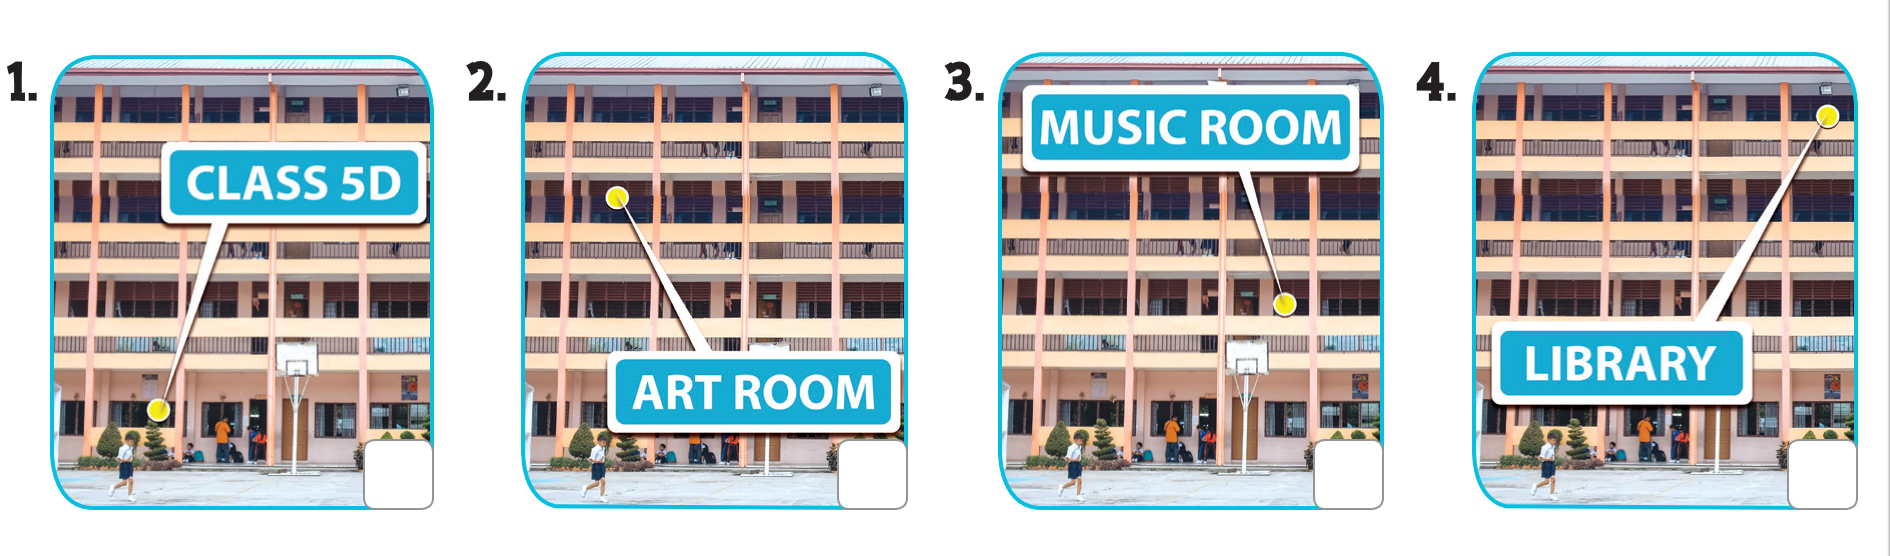 1.
CLASS 5D
2.
ART ROOM
3.
MUSIC ROOM
4.
LIBRARY